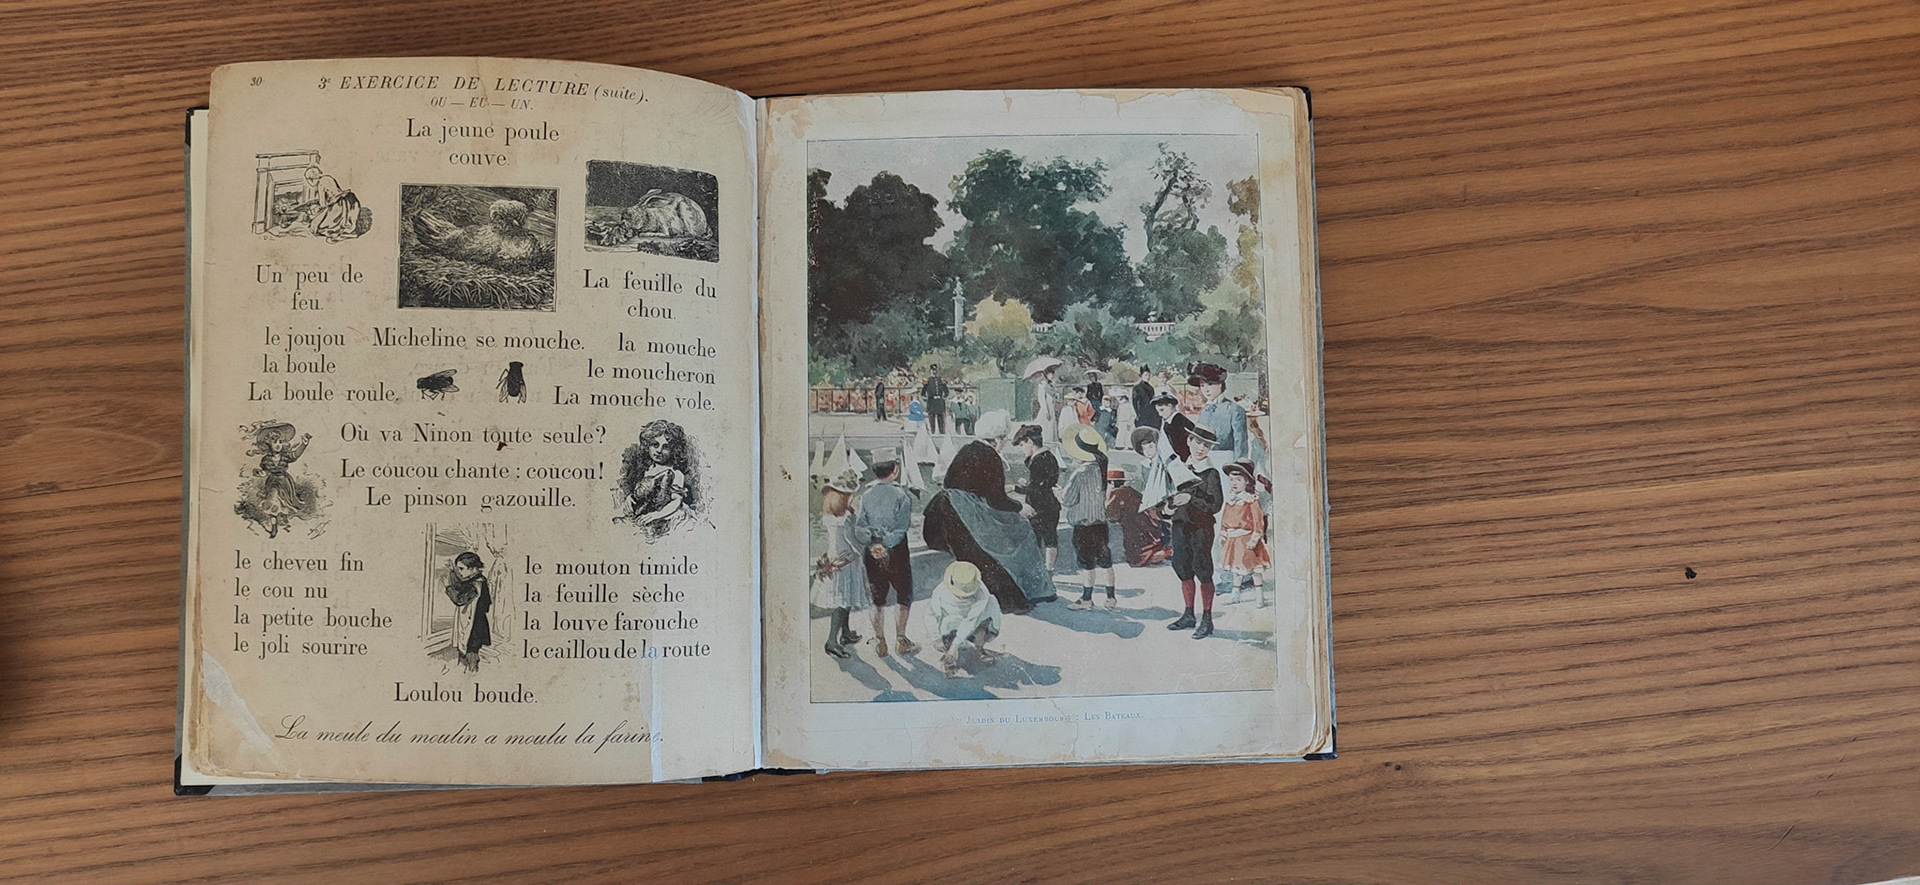 30
3e EXERCICE DE LECTURE (suite).
OU — EU — UN.
La jeune poule
couve.
Un peu de
feu.
La feuille du
chou.
le joujou
la boule
La boule roule.
Micheline se mouche.
la mouche
le moucheron
La mouche vole.
Où va Ninon toute seule?
Le coucou chante : coucou!
Le pinson gazouille.
le cheveu fin
le cou nu
la petite bouche
le joli sourire
le mouton timide
la feuille sèche
la louve farouche
le caillou de la route
Loulou boude.
La meule du moulin a moulu la farine.
Jardin du Luxembourg : Les Bateaux.